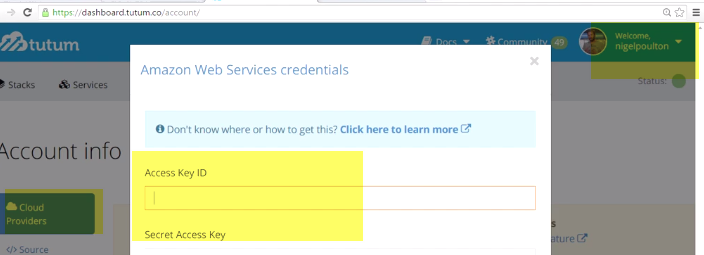 https://dashboard.tutum.co/account/
tutum
Docs
Community 49
Welcome,
nigelpoulton
Stacks
Services
Status:
Amazon Web Services credentials
×
Don't know where or how to get this? Click here to learn more
Account info
Access Key ID
Cloud
Providers
Secret Access Key
ature
</> Source